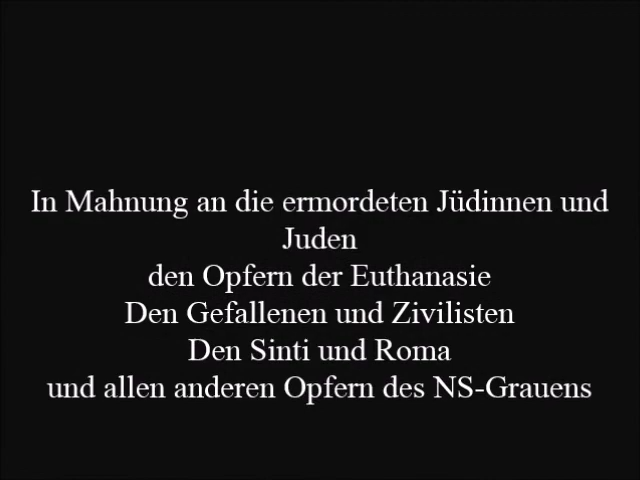 In Mahnung an die ermordeten Jüdinnen und
Juden
den Opfern der Euthanasie
Den Gefallenen und Zivilisten
Den Sinti und Roma
und allen anderen Opfern des NS-Grauens